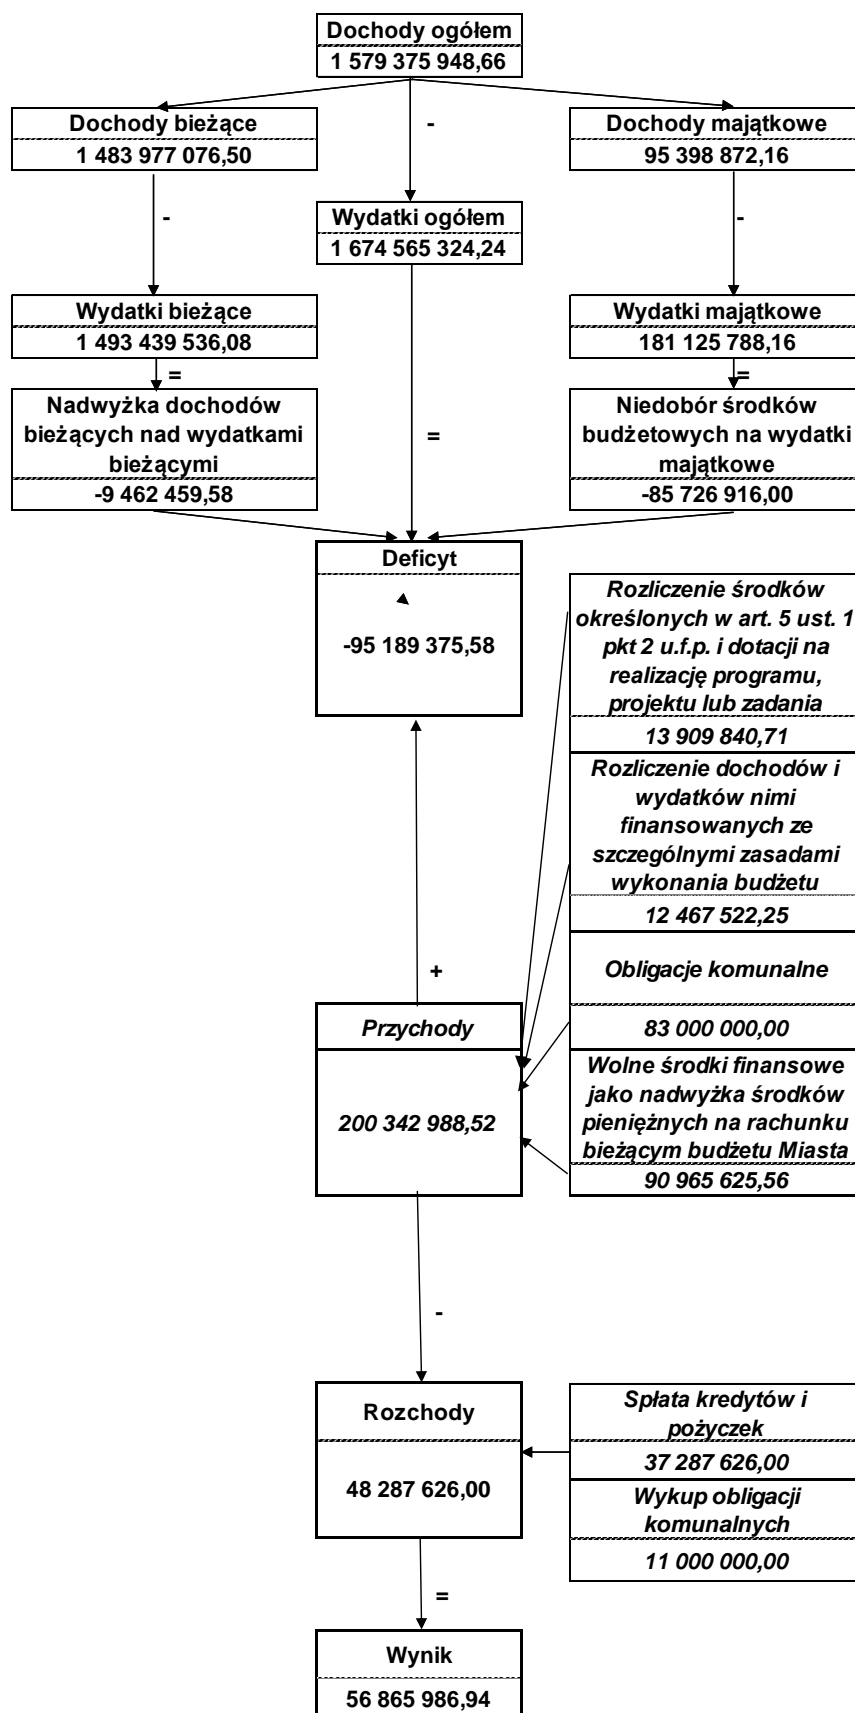 Dochody ogółem
1 579 375 948,66
Dochody bieżące
1 483 977 076,50
-
Dochody majątkowe
95 398 872,16
-
Wydatki ogółem
1 674 565 324,24
-
Wydatki bieżące
1 493 439 536,08
=
Wydatki majątkowe
181 125 788,16
=
Nadwyżka dochodów
bieżących nad wydatkami
bieżącymi
-9 462 459,58
=
Niedobór środków
budżetowych na wydatki
majątkowe
-85 726 916,00
Deficyt
-95 189 375,58
Rozliczenie środków
określonych w art. 5 ust. 1
pkt 2 u.f.p. i dotacji na
realizację programu,
projektu lub zadania
13 909 840,71
Rozliczenie dochodów i
wydatków nimi
finansowanych ze
szczególnymi zasadami
wykonania budżetu
12 467 522,25
Obligacje komunalne
83 000 000,00
Wolne środki finansowe
jako nadwyżka środków
pieniężnych na rachunku
bieżącym budżetu Miasta
90 965 625,56
+
Przychody
200 342 988,52
-
Rozchody
48 287 626,00
Spłata kredytów i
pożyczek
37 287 626,00
Wykup obligacji
komunalnych
11 000 000,00
=
Wynik
56 865 986,94